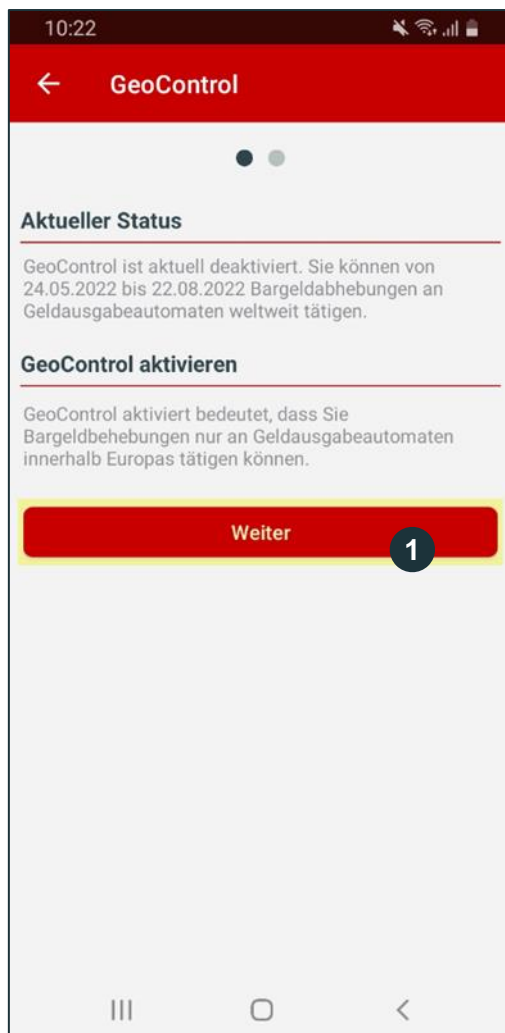 10:22
GeoControl
Aktueller Status
GeoControl ist aktuell deaktiviert. Sie können von
24.05.2022 bis 22.08.2022 Bargeldabhebungen an
Geldausgabeautomaten weltweit tätigen.
GeoControl aktivieren
GeoControl aktiviert bedeutet, dass Sie
Bargeldbehebungen nur an Geldausgabeautomaten
innerhalb Europas tätigen können.
Weiter
1